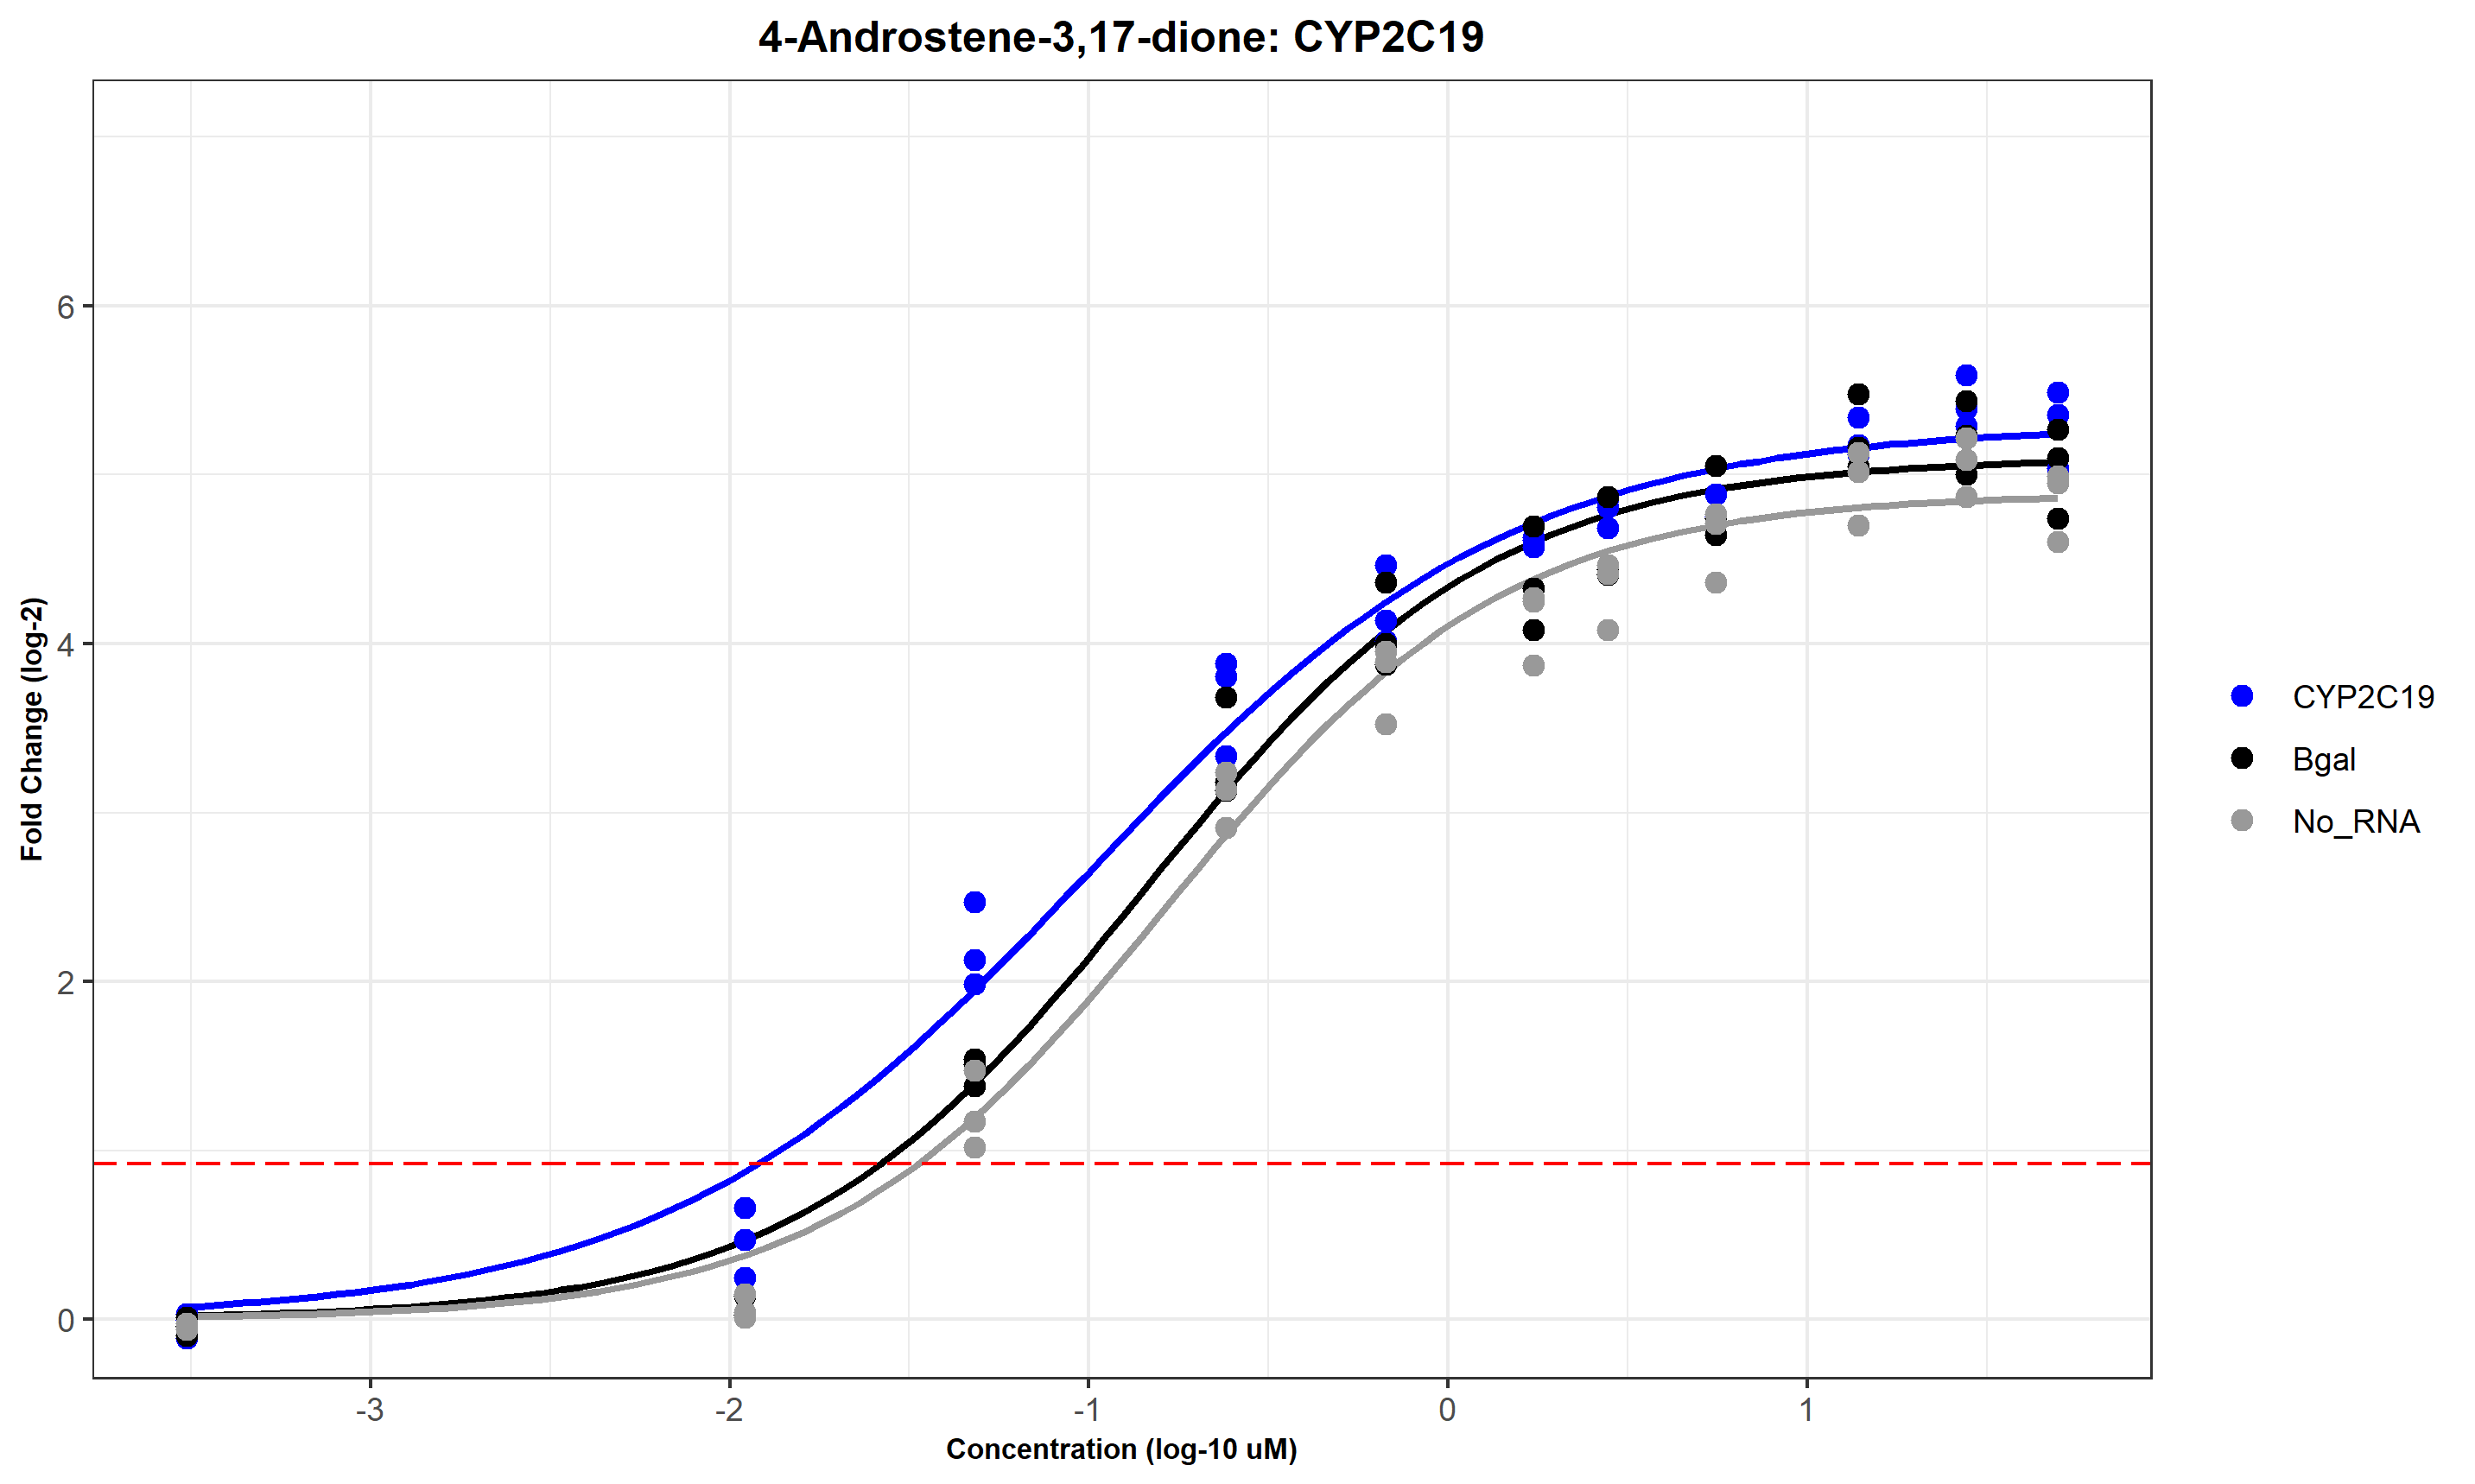 4-Androstene-3,17-dione: CYP2C19
Fold Change (log-2)
6
4
2
0
-3
-2
-1
0
1
Concentration (log-10 uM)
CYP2C19
Bgal
No_RNA